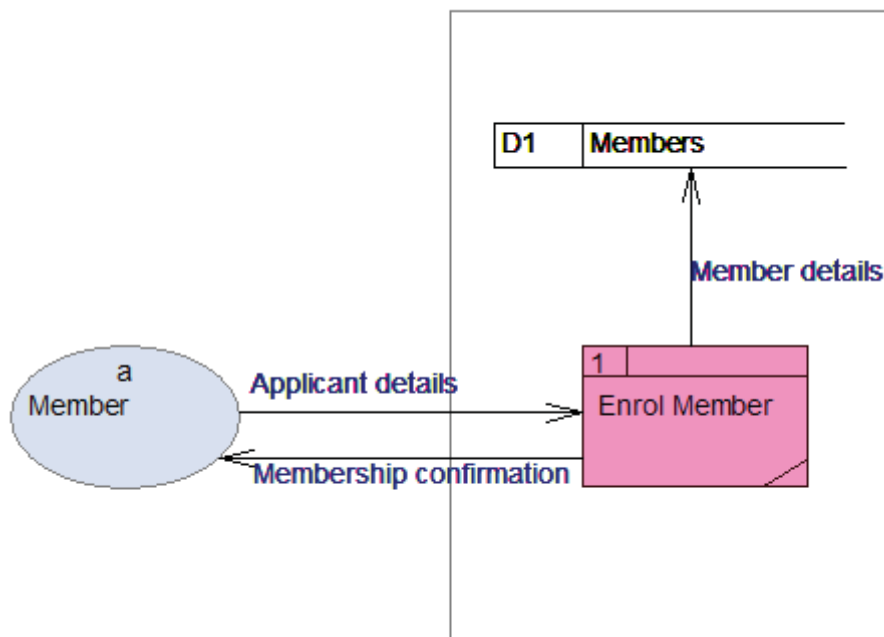 D1 Members
Member details
a
Member
Applicant details
1
Enrol Member
Membership confirmation